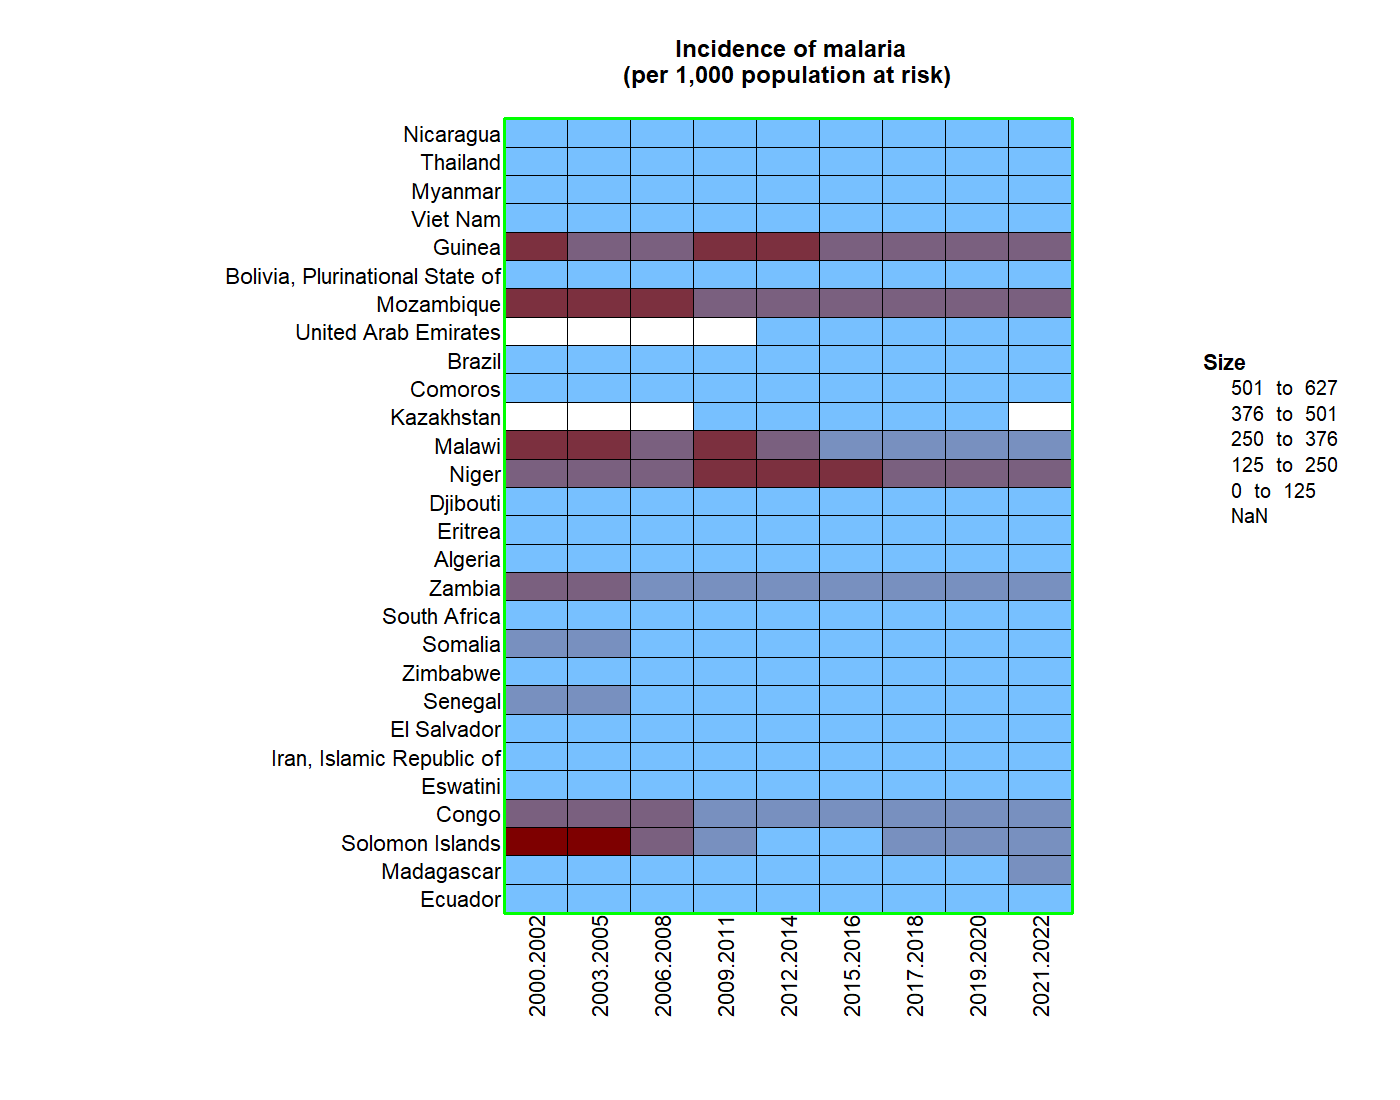 Incidence of malaria
(per 1,000 population at risk)
Nicaragua
Thailand
Myanmar
Viet Nam
Guinea
Bolivia, Plurinational State of
Mozambique
United Arab Emirates
Brazil
Comoros
Kazakhstan
Malawi
Niger
Djibouti
Eritrea
Algeria
Zambia
South Africa
Somalia
Zimbabwe
Senegal
El Salvador
Iran, Islamic Republic of
Eswatini
Congo
Solomon Islands
Madagascar
Ecuador
2000.2002
2003.2005
2006.2008
2009.2011
2012.2014
2015.2016
2017.2018
2019.2020
2021.2022
Size
501 to 627
376 to 501
250 to 376
125 to 250
0 to 125
NaN